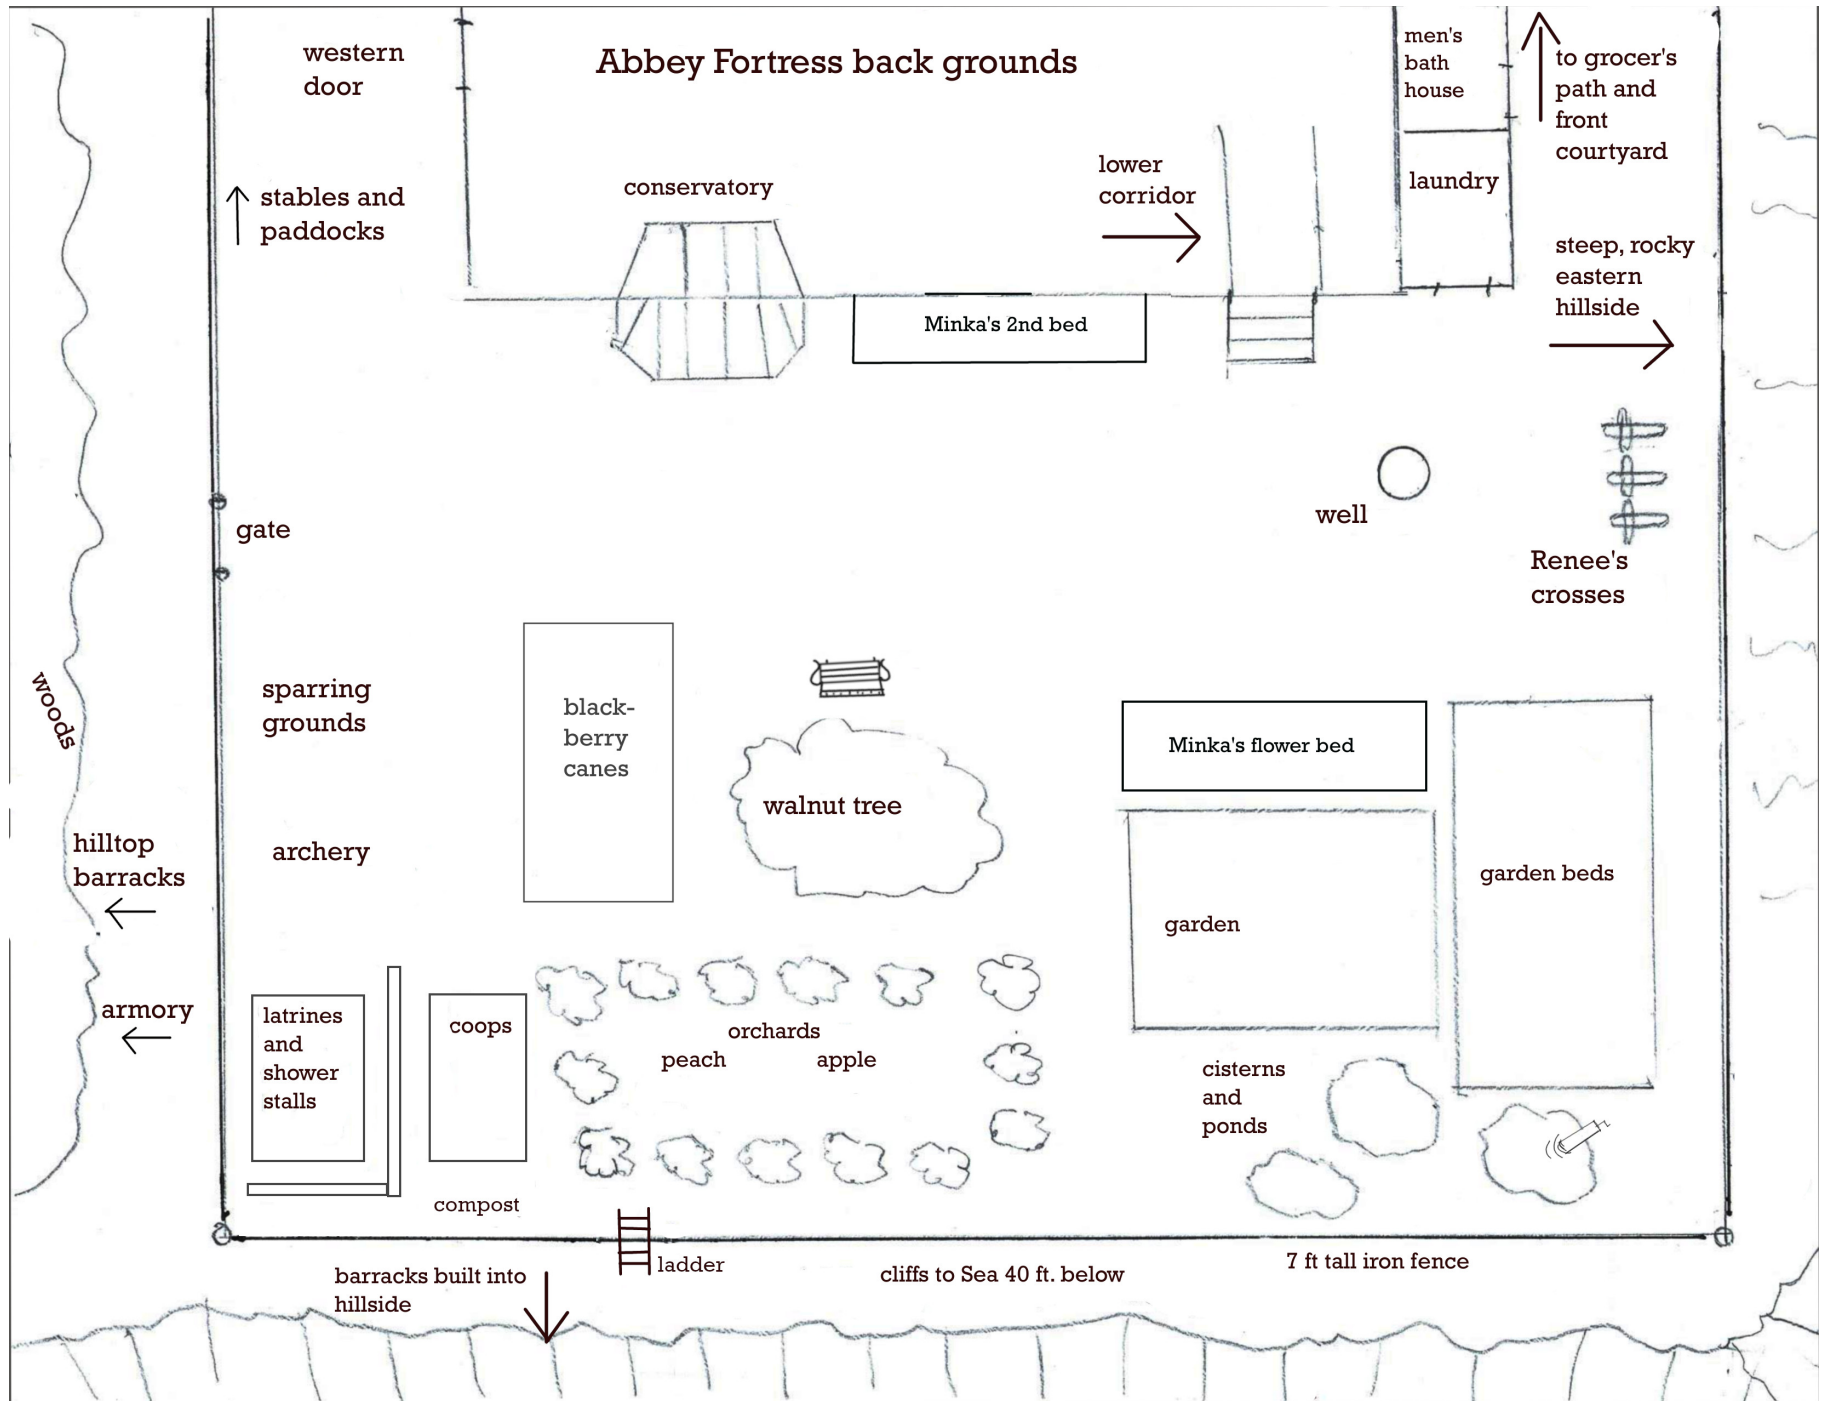 Abbey Fortress back grounds
western
door
men's
bath
house
to grocer's
path and
front
courtyard
stables and
paddocks
conservatory
lower
corridor
laundry
steep, rocky
eastern
hillside
Minka's 2nd bed
gate
well
Renee's
crosses
woods
sparring
grounds
black-
berry
canes
walnut tree
Minka's flower bed
hilltop
barracks
archery
garden
garden beds
armory
latrines
and
shower
stalls
coops
orchards
peach
apple
cisterns
and
ponds
compost
ladder
barracks built into
hillside
cliffs to Sea 40 ft. below
7 ft tall iron fence